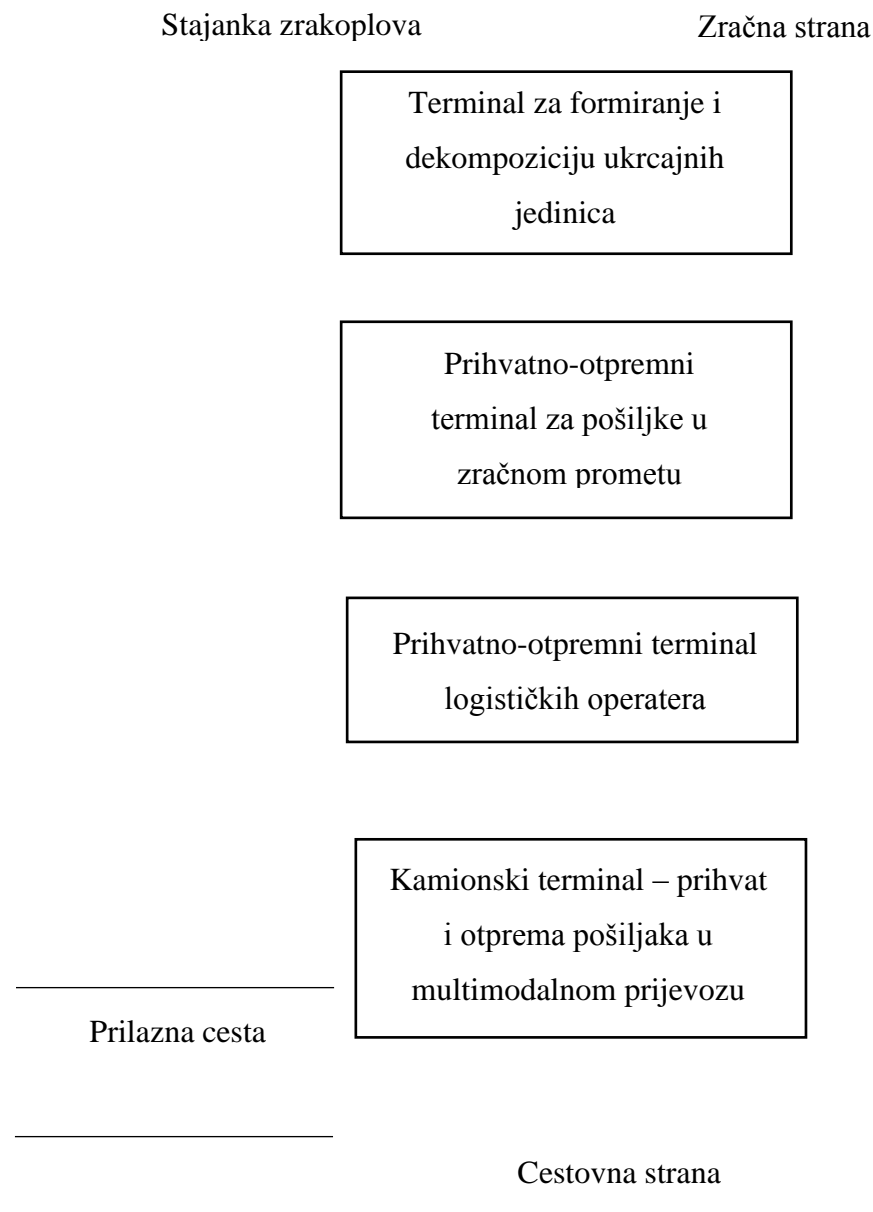 Stajanka zrakoplova
Zračna strana
Terminal za formiranje i
dekompoziciju ukrcajnih
jedinica
Prihvatno-otpremni
terminal za pošiljke u
zračnom prometu
Prihvatno-otpremni terminal
logističkih operatera
Kamionski terminal – prihvat
i otprema pošiljaka u
multimodalnom prijevozu
Prilazna cesta
Cestovna strana